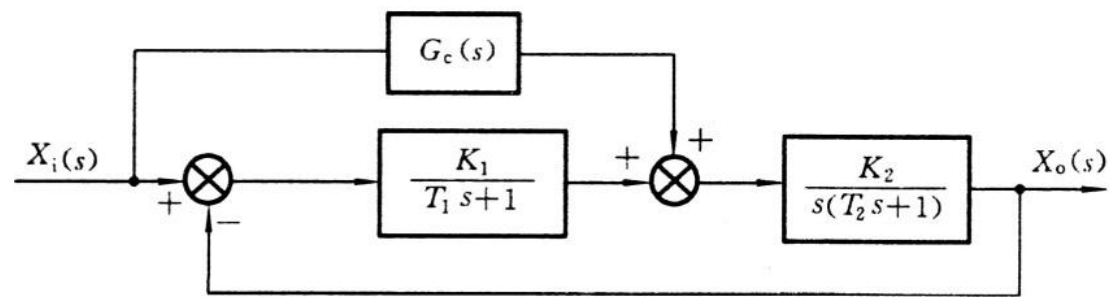 G_c(s)
X_i(s)
+
−
K_1
T_1 s+1
+
+
K_2
s(T_2 s+1)
X_o(s)